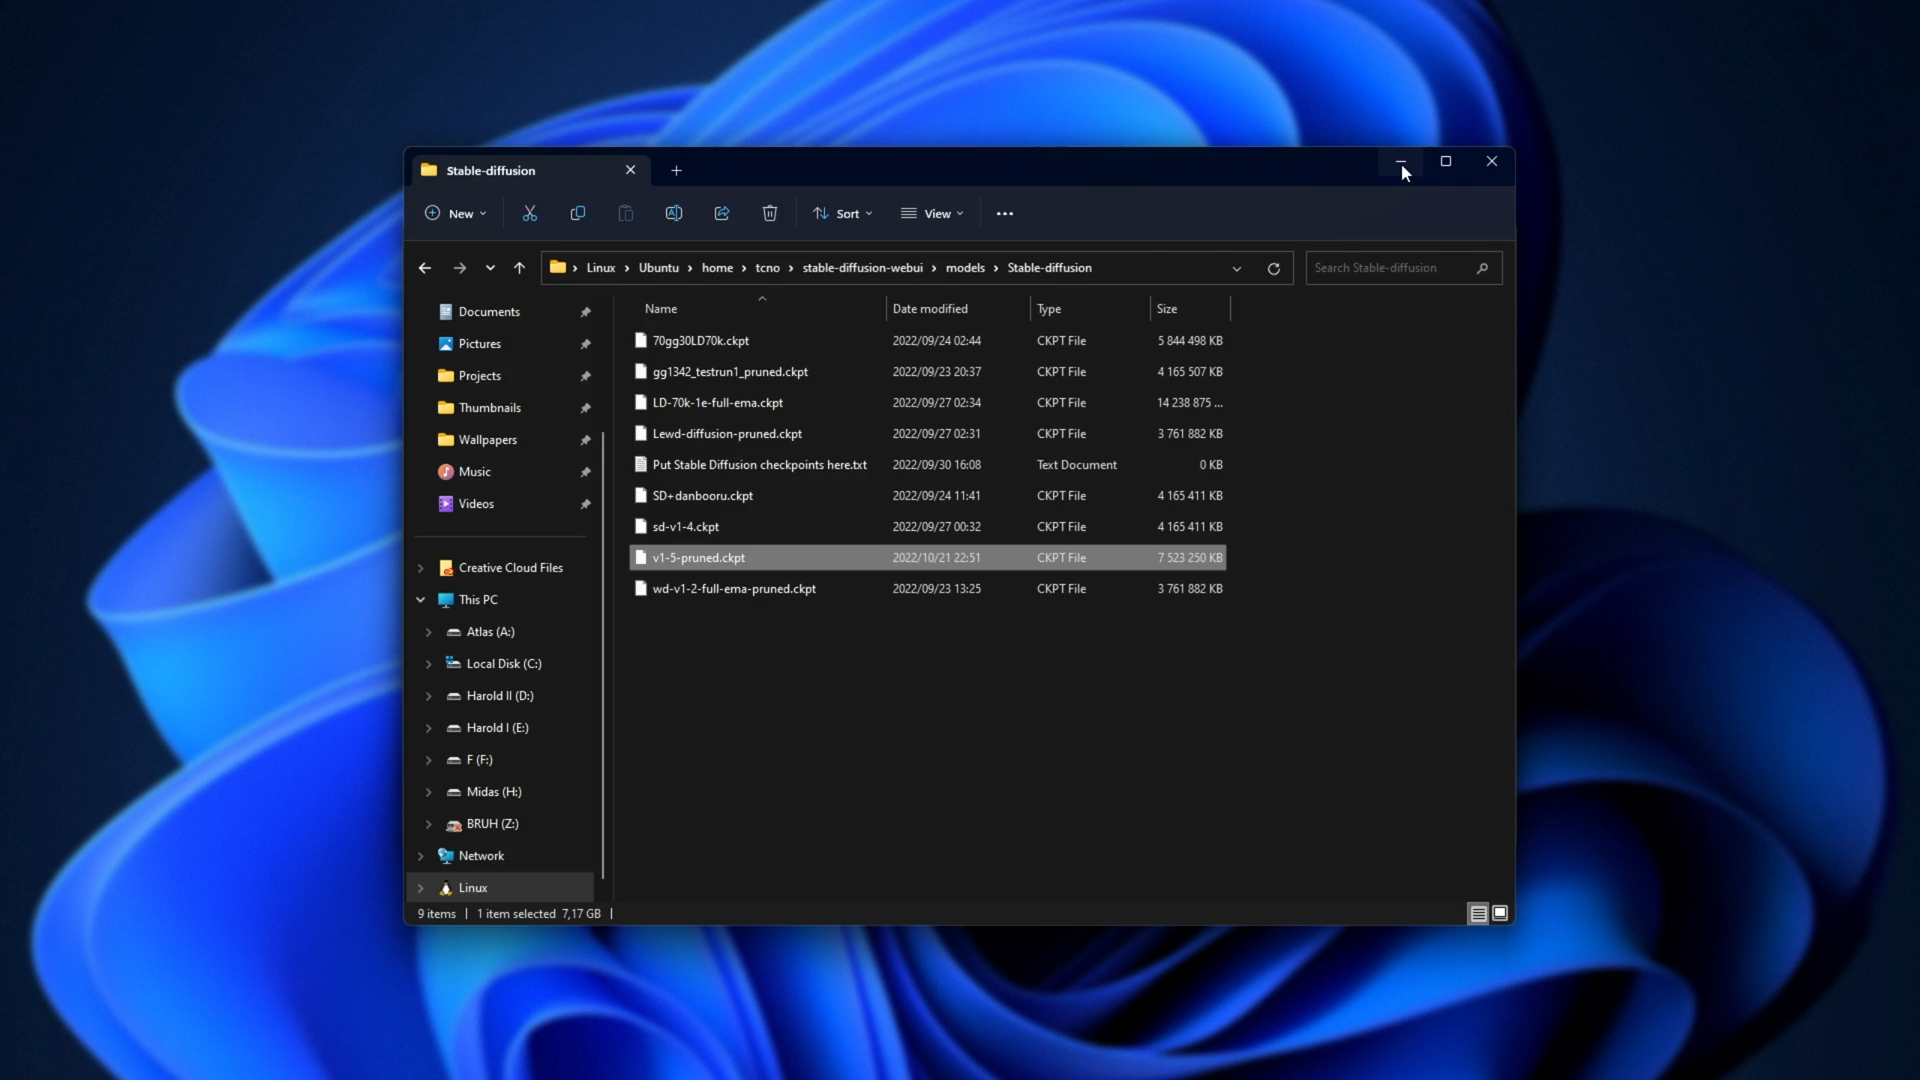 Stable-diffusion
New
Sort
View
Linux > Ubuntu > home > tcno > stable-diffusion-webui > models > Stable-diffusion
Search Stable-diffusion
Documents
Pictures
Projects
Thumbnails
Wallpapers
Music
Videos
Creative Cloud Files
This PC
Atlas (A:)
Local Disk (C:)
Harold II (D:)
Harold I (E:)
F (F:)
Midas (H:)
BRUH (Z:)
Network
Linux
Name Date modified Type Size
70gg30LD70k.ckpt 2022/09/24 02:44 CKPT File 5 844 498 KB
gg1342_testrun1_pruned.ckpt 2022/09/23 20:37 CKPT File 4 165 507 KB
LD-70k-1e-full-ema.ckpt 2022/09/27 02:34 CKPT File 14 238 875 ...
Lewd-diffusion-pruned.ckpt 2022/09/27 02:31 CKPT File 3 761 882 KB
Put Stable Diffusion checkpoints here.txt 2022/09/30 16:08 Text Document 0 KB
SD+danbooru.ckpt 2022/09/24 11:41 CKPT File 4 165 411 KB
sd-v1-4.ckpt 2022/09/27 00:32 CKPT File 4 165 411 KB
v1-5-pruned.ckpt 2022/10/21 22:51 CKPT File 7 523 250 KB
wd-v1-2-full-ema-pruned.ckpt 2022/09/23 13:25 CKPT File 3 761 882 KB
9 items | 1 item selected 7,17 GB |